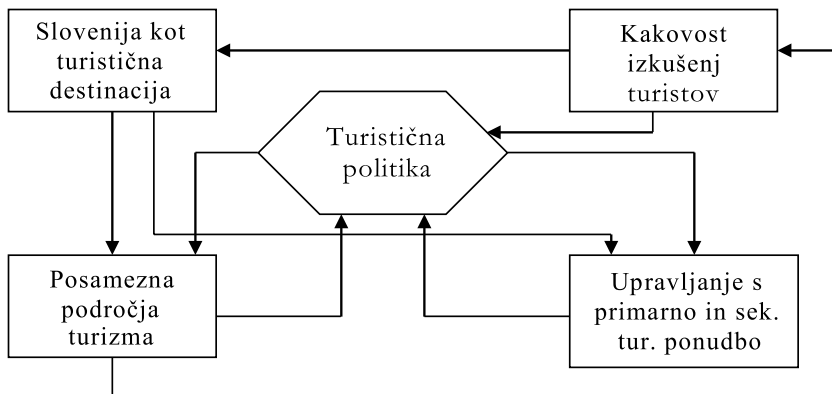 Slovenija kot
turistična
destinacija
Kakovost
izkušenj
turistov
Turistična
politika
Posamezna
področja
turizma
Upravljanje s
primarno in sek.
tur. ponudbo